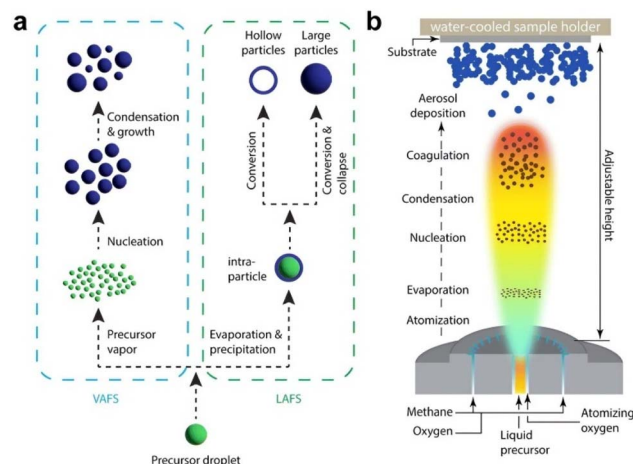 a
Hollow
particles
Large
particles
Condensation
& growth
Conversion
Conversion &
collapse
Nucleation
intra-
particle
Precursor
vapor
Evaporation &
precipitation
VAFS
LAFS
Precursor droplet
b
water-cooled sample holder
Substrate
Aerosol
deposition
Coagulation
Condensation
Nucleation
Evaporation
Atomization
Adjustable height
Methane
Oxygen
Liquid
precursor
Atomizing
oxygen